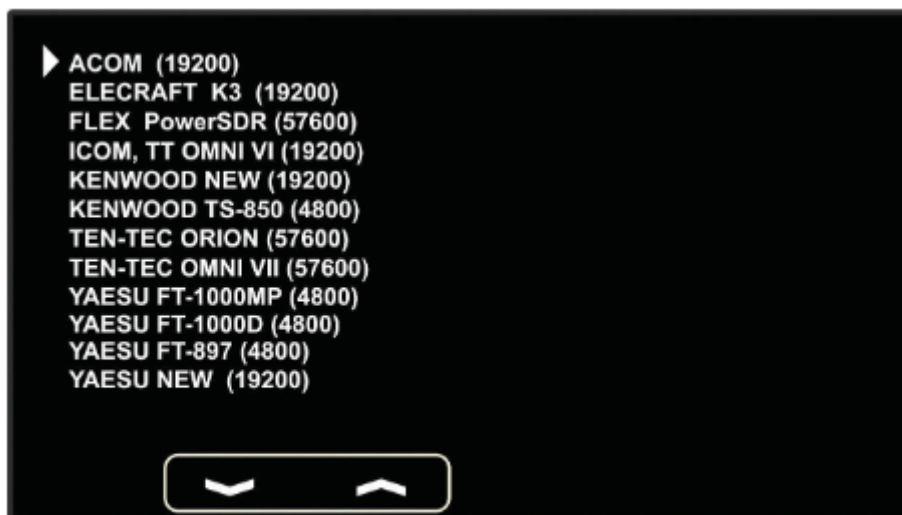 ACOM (19200)
ELECRAFT K3 (19200)
FLEX PowerSDR (57600)
ICOM, TT OMNI VI (19200)
KENWOOD NEW (19200)
KENWOOD TS-850 (4800)
TEN-TEC ORION (57600)
TEN-TEC OMNI VII (57600)
YAESU FT-1000MP (4800)
YAESU FT-1000D (4800)
YAESU FT-897 (4800)
YAESU NEW (19200)